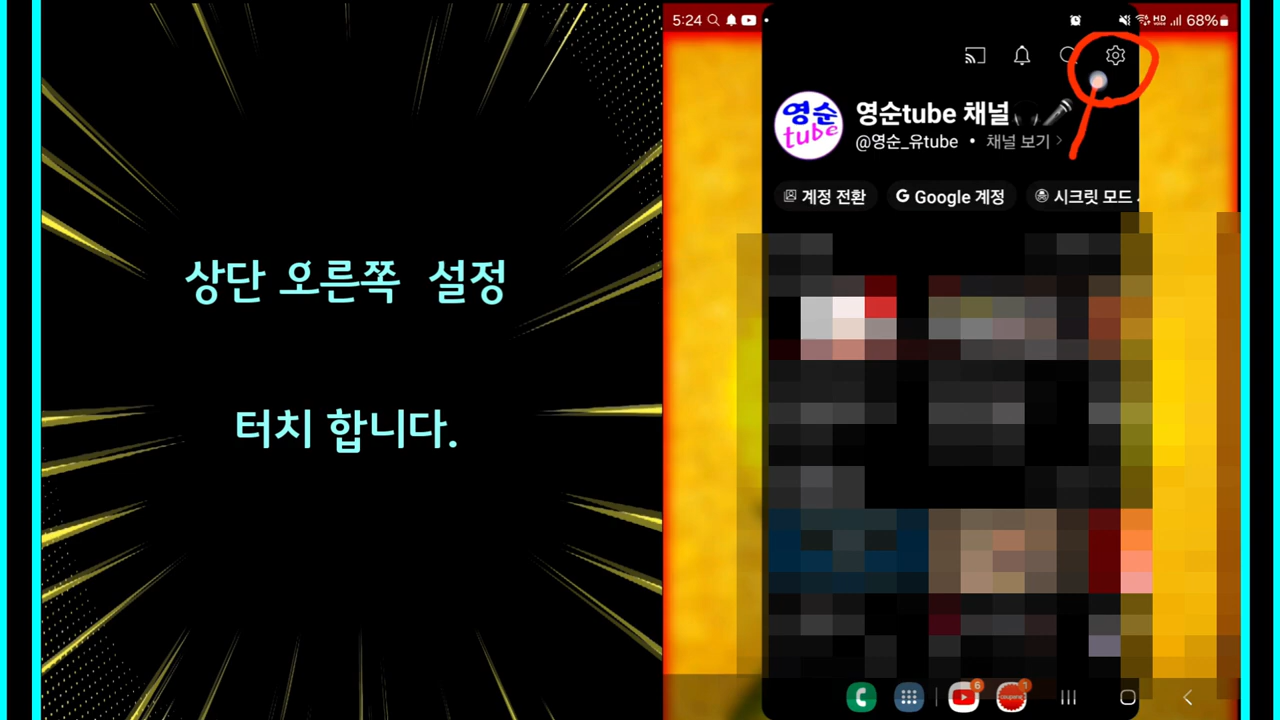 상단 오른쪽 설정
터치 합니다.
5:24
68%
영순
tube
영순tube 채널
@영순_유tube • 채널 보기 >
계정 전환
G Google 계정
시크릿 모드
6
1